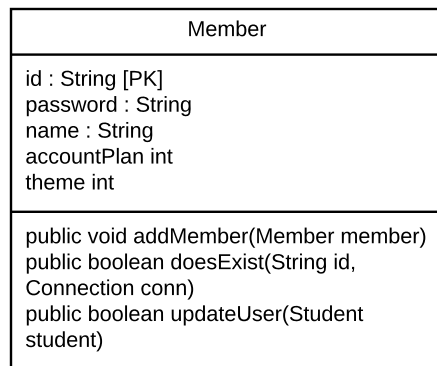 Member
id : String [PK]
password : String
name : String
accountPlan int
theme int
public void addMember(Member member)
public boolean doesExist(String id,
Connection conn)
public boolean updateUser(Student
student)